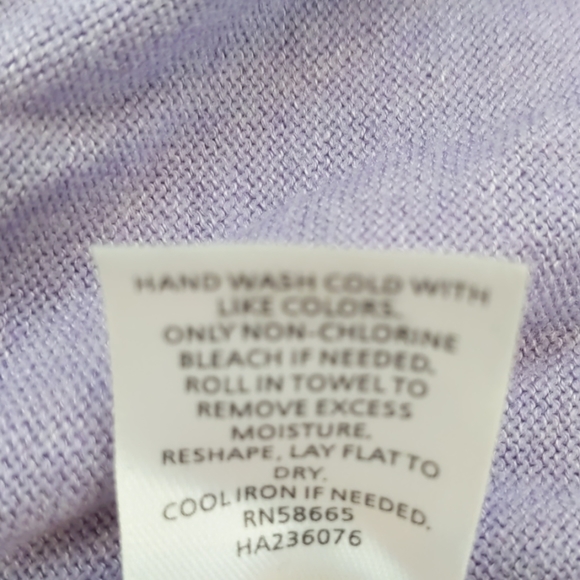 HAND WASH COLD WITH
LIKE COLORS.
ONLY NON-CHLORINE
BLEACH IF NEEDED.
ROLL IN TOWEL TO
REMOVE EXCESS
MOISTURE.
RESHAPE, LAY FLAT TO
DRY.
COOL IRON IF NEEDED.
RN58665
HA236076